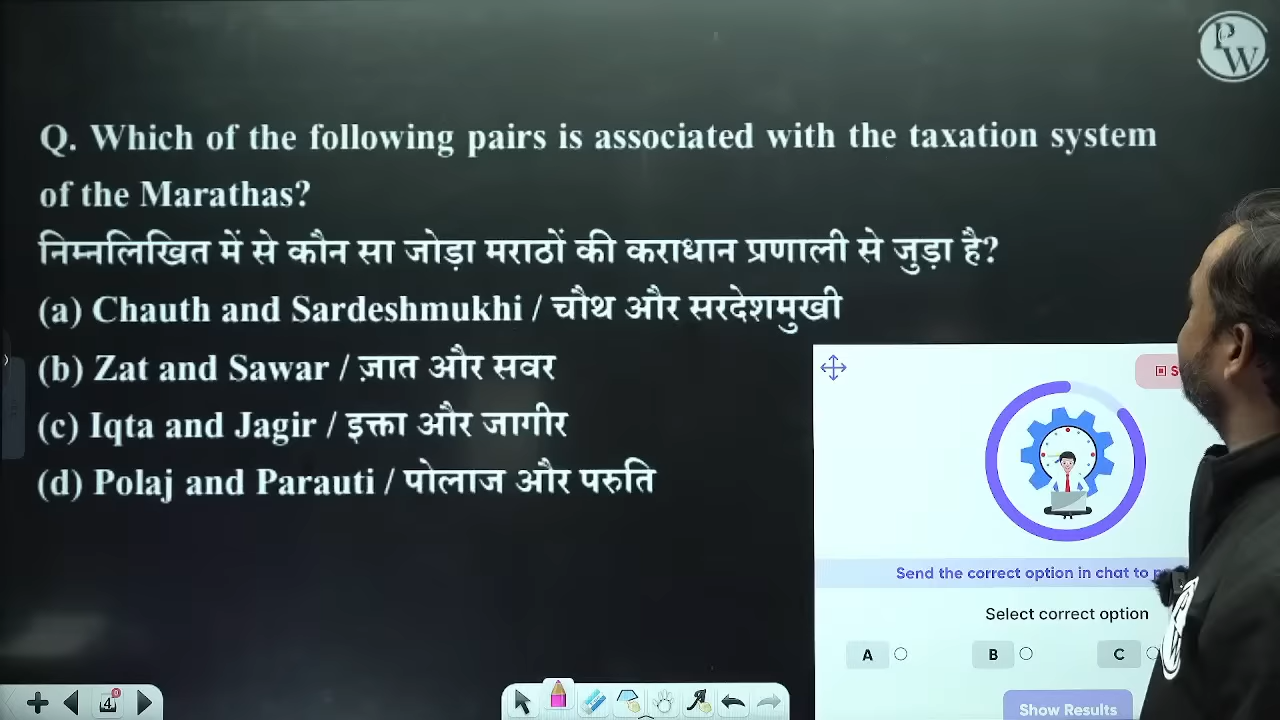 PW
Q. Which of the following pairs is associated with the taxation system
of the Marathas?
निम्नलिखित में से कौन सा जोड़ा मराठों की कराधान प्रणाली से जुड़ा है?
(a) Chauth and Sardeshmukhi / चौथ और सरदेशमुखी
(b) Zat and Sawar / ज़ात और सवर
(c) Iqta and Jagir / इक्ता और जागीर
(d) Polaj and Parauti / पोलाज और परुति
Send the correct option in chat to
Select correct option
A
B
C
Show Results
4